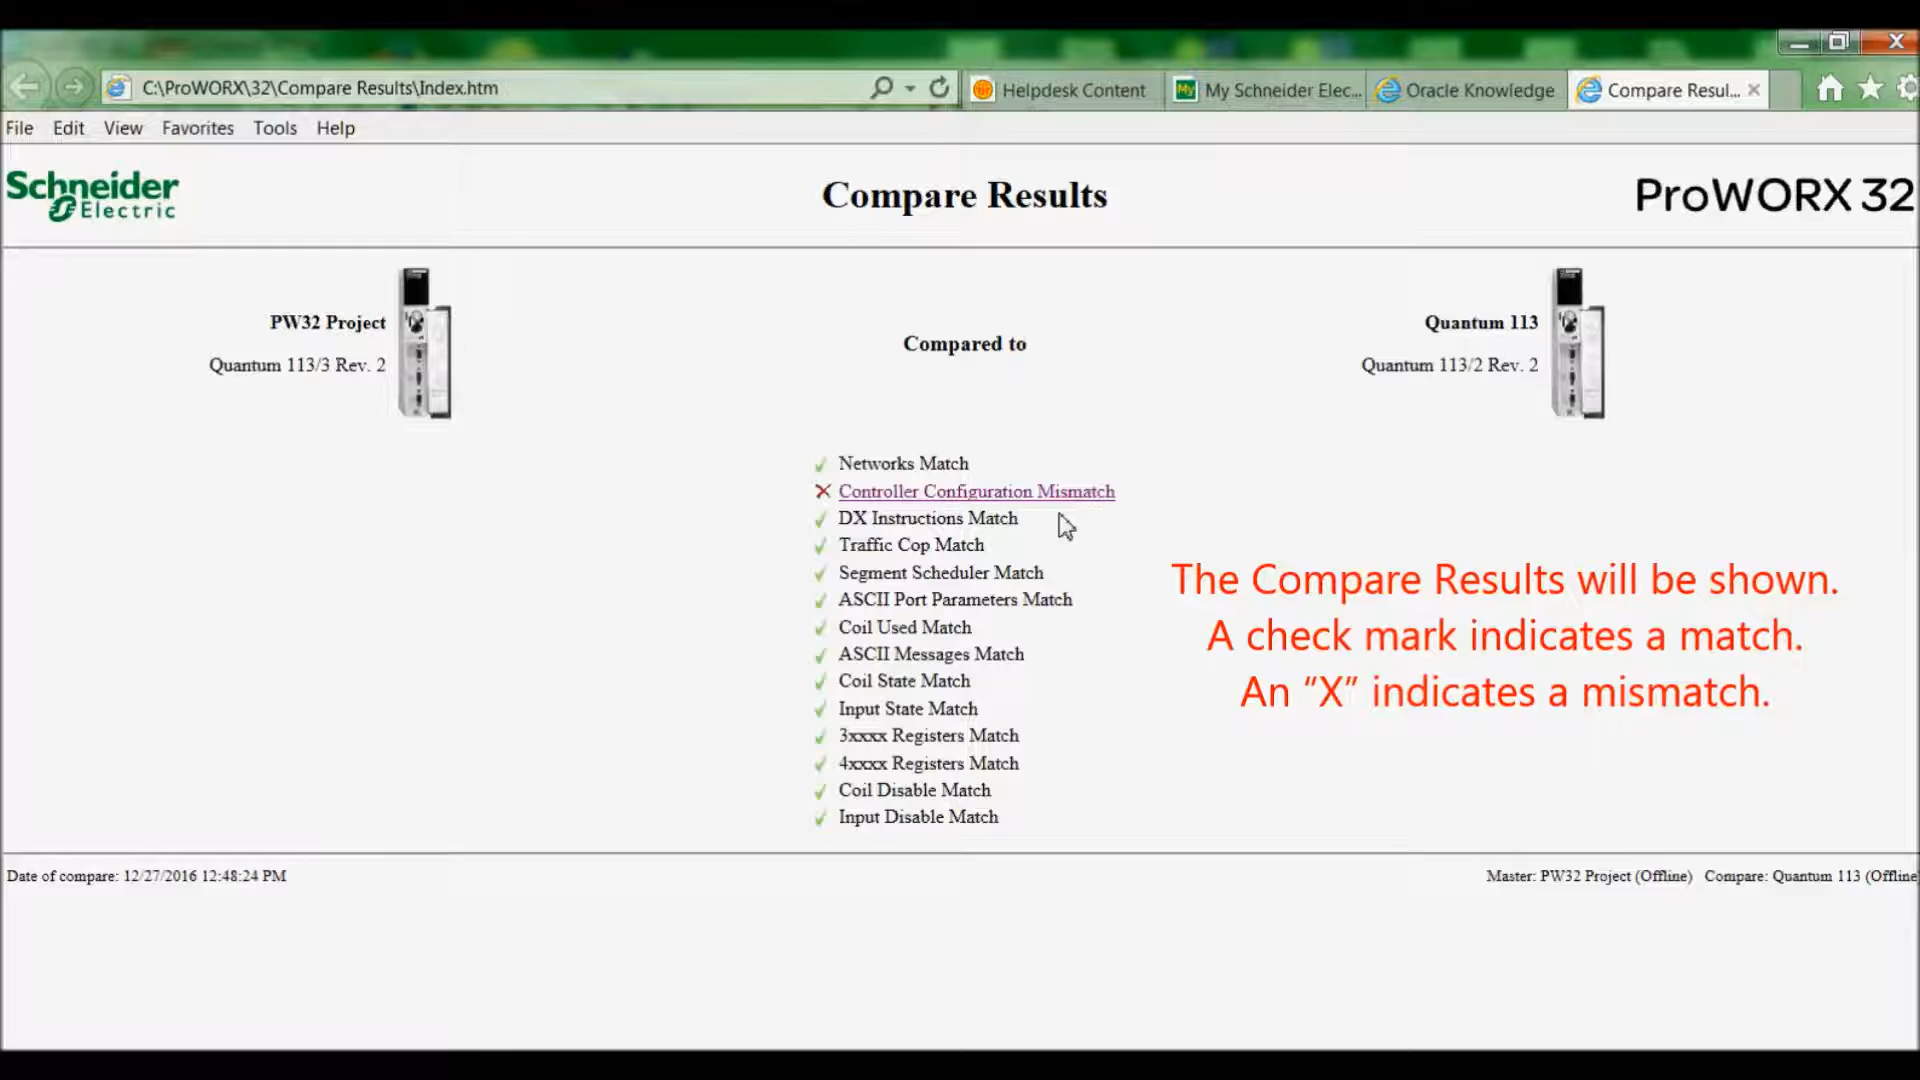 C:\ProWORX\32\Compare Results\Index.htm
Helpdesk Content
My Schneider Elec...
Oracle Knowledge
Compare Resul...
File Edit View Favorites Tools Help
Schneider
Electric
Compare Results
ProWORX 32
PW32 Project
Quantum 113/3 Rev. 2
Compared to
Quantum 113
Quantum 113/2 Rev. 2
Networks Match
Controller Configuration Mismatch
DX Instructions Match
Traffic Cop Match
Segment Scheduler Match
ASCII Port Parameters Match
Coil Used Match
ASCII Messages Match
Coil State Match
Input State Match
3xxxx Registers Match
4xxxx Registers Match
Coil Disable Match
Input Disable Match
The Compare Results will be shown.
A check mark indicates a match.
An “X” indicates a mismatch.
Date of compare: 12/27/2016 12:48:24 PM
Master: PW32 Project (Offline) Compare: Quantum 113 (Offline